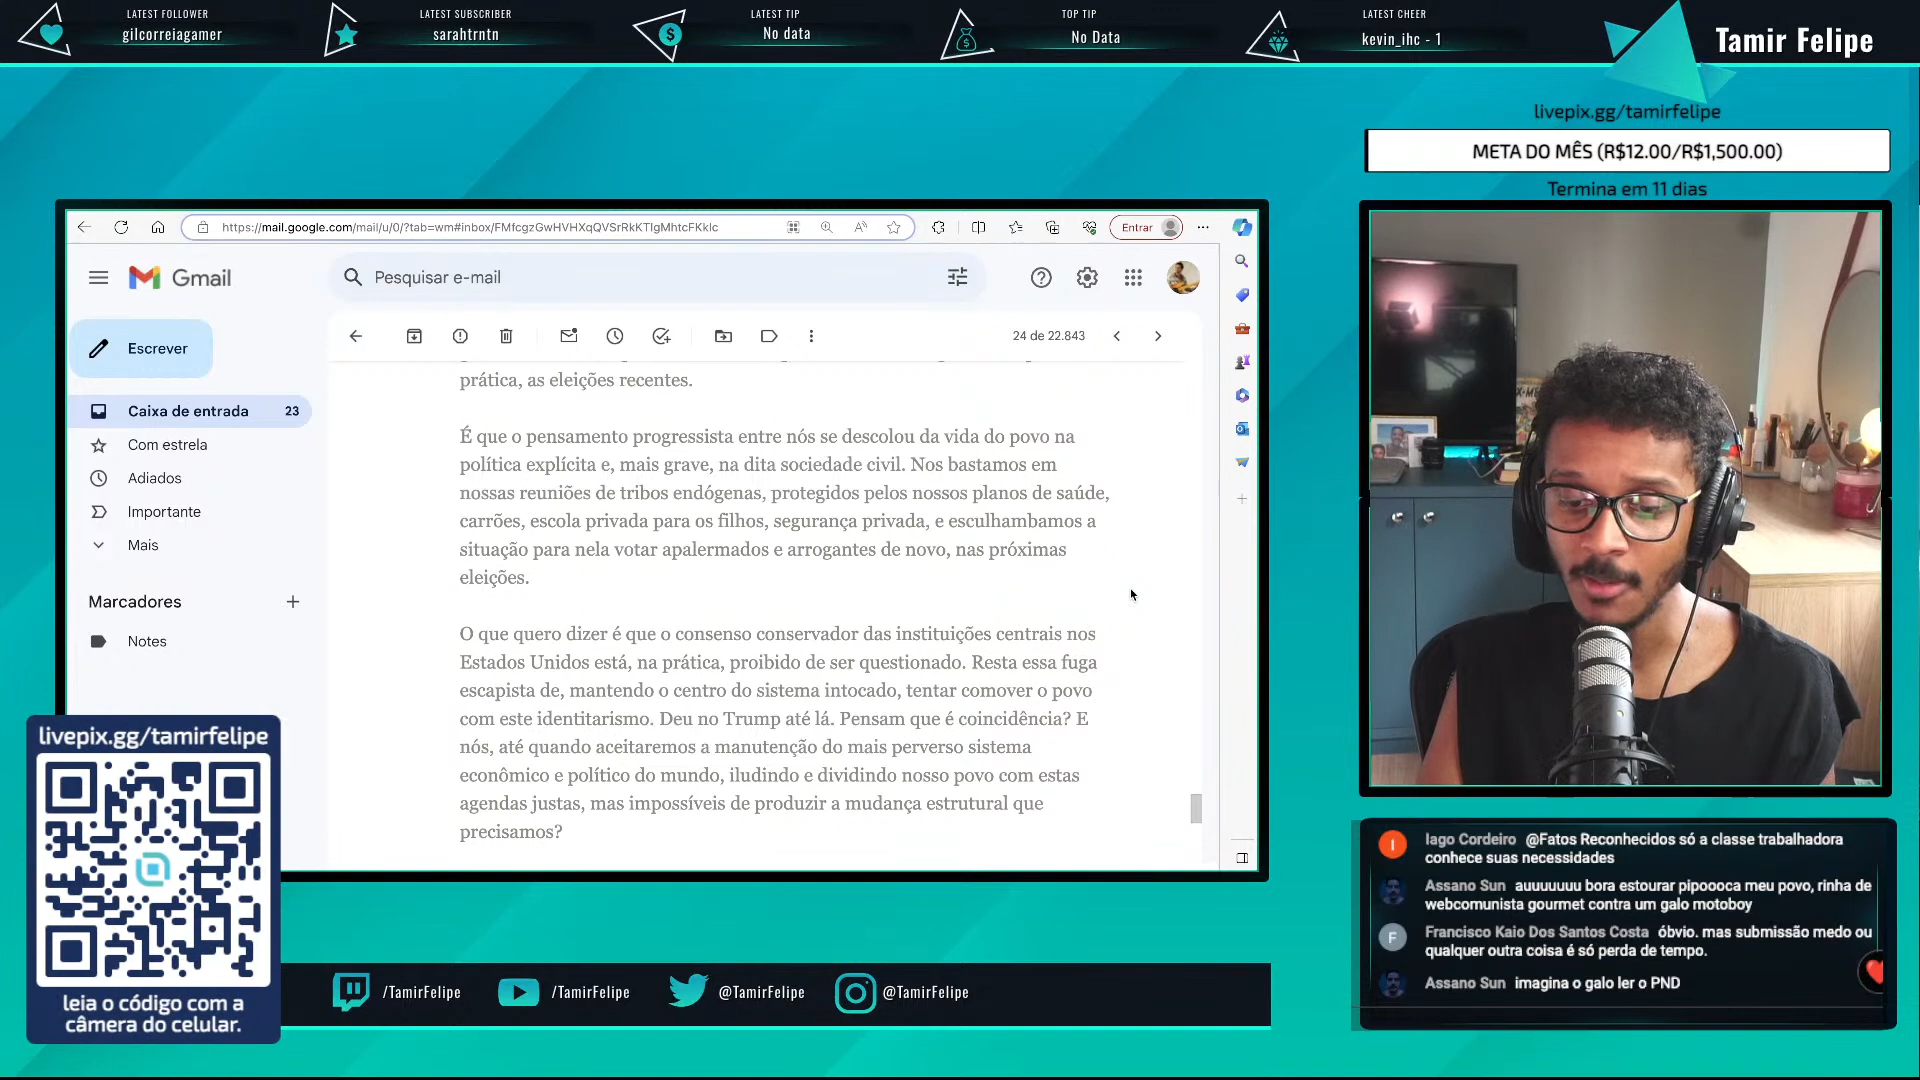 LATEST FOLLOWER
gilcorreiagamer
LATEST SUBSCRIBER
sarahtrntn
LATEST TIP
No data
TOP TIP
No Data
LATEST CHEER
kevin_ihc - 1
Tamir Felipe
livepix.gg/tamirfelipe
META DO MÊS (R$12.00/R$1,500.00)
Termina em 11 dias
https://mail.google.com/mail/u/0/?tab=wm#inbox/FMfcgzGwHVHXqQVSrRkKTlgMhtcFKklc
Entrar
Gmail
Pesquisar e-mail
24 de 22.843
Escrever
Caixa de entrada 23
Com estrela
Adiados
Importante
Mais
Marcadores
Notes
prática, as eleições recentes.
É que o pensamento progressista entre nós se descolou da vida do povo na
política explícita e, mais grave, na dita sociedade civil. Nos bastamos em
nossas reuniões de tribos endógenas, protegidos pelos nossos planos de saúde,
carrões, escola privada para os filhos, segurança privada, e esculhambamos a
situação para nela votar apalermados e arrogantes de novo, nas próximas
eleições.
O que quero dizer é que o consenso conservador das instituições centrais nos
Estados Unidos está, na prática, proibido de ser questionado. Resta essa fuga
escapista de, mantendo o centro do sistema intocado, tentar comover o povo
com este identitarismo. Deu no Trump até lá. Pensam que é coincidência? E
nós, até quando aceitaremos a manutenção do mais perverso sistema
econômico e político do mundo, iludindo e dividindo nosso povo com estas
agendas justas, mas impossíveis de produzir a mudança estrutural que
precisamos?
livepix.gg/tamirfelipe
leia o código com a
câmera do celular.
/TamirFelipe
/TamirFelipe
@TamirFelipe
@TamirFelipe
I
Iago Cordeiro @Fatos Reconhecidos só a classe trabalhadora
conhece suas necessidades
Assano Sun auuuuuuu bora estourar pipoooca meu povo, rinha de
webcomunista gourmet contra um galo motoboy
F
Francisco Kaio Dos Santos Costa óbvio. mas submissão medo ou
qualquer outra coisa é só perda de tempo.
Assano Sun imagina o galo ler o PND